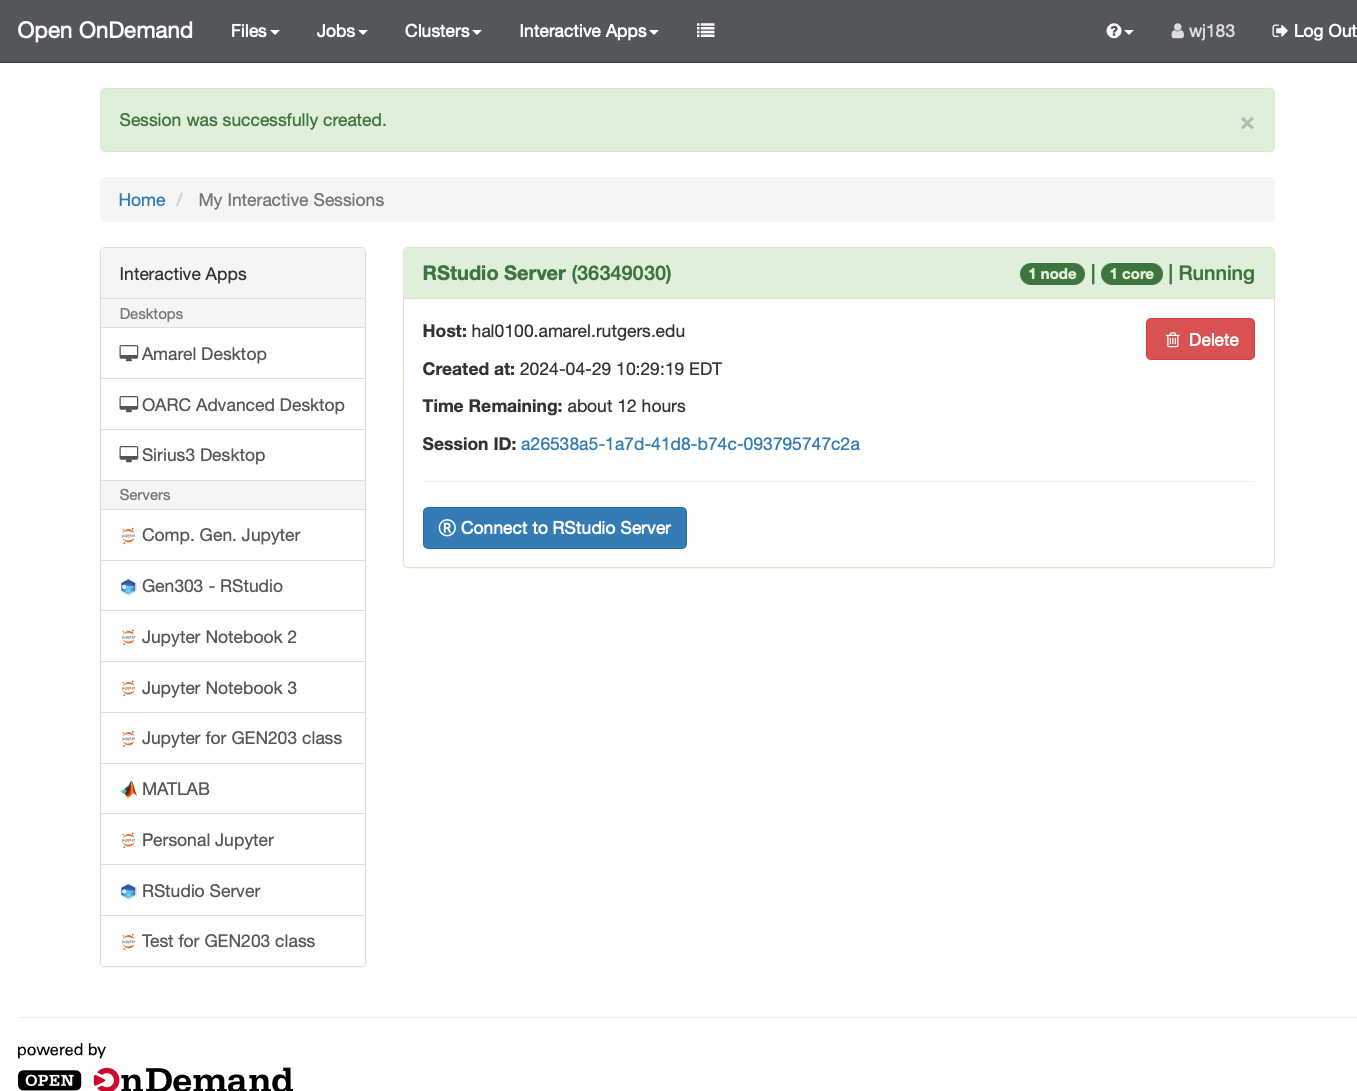 Open OnDemand Files Jobs Clusters Interactive Apps wj183 Log Out
Session was successfully created. ×
Home / My Interactive Sessions
Interactive Apps
Desktops
Amarel Desktop
OARC Advanced Desktop
Sirius3 Desktop
Servers
Comp. Gen. Jupyter
Gen303 - RStudio
Jupyter Notebook 2
Jupyter Notebook 3
Jupyter for GEN203 class
MATLAB
Personal Jupyter
RStudio Server
Test for GEN203 class
RStudio Server (36349030) 1 node | 1 core | Running
Host: hal0100.amarel.rutgers.edu
Delete
Created at: 2024-04-29 10:29:19 EDT
Time Remaining: about 12 hours
Session ID: a26538a5-1a7d-41d8-b74c-093795747c2a
® Connect to RStudio Server
powered by
OPEN OnDemand